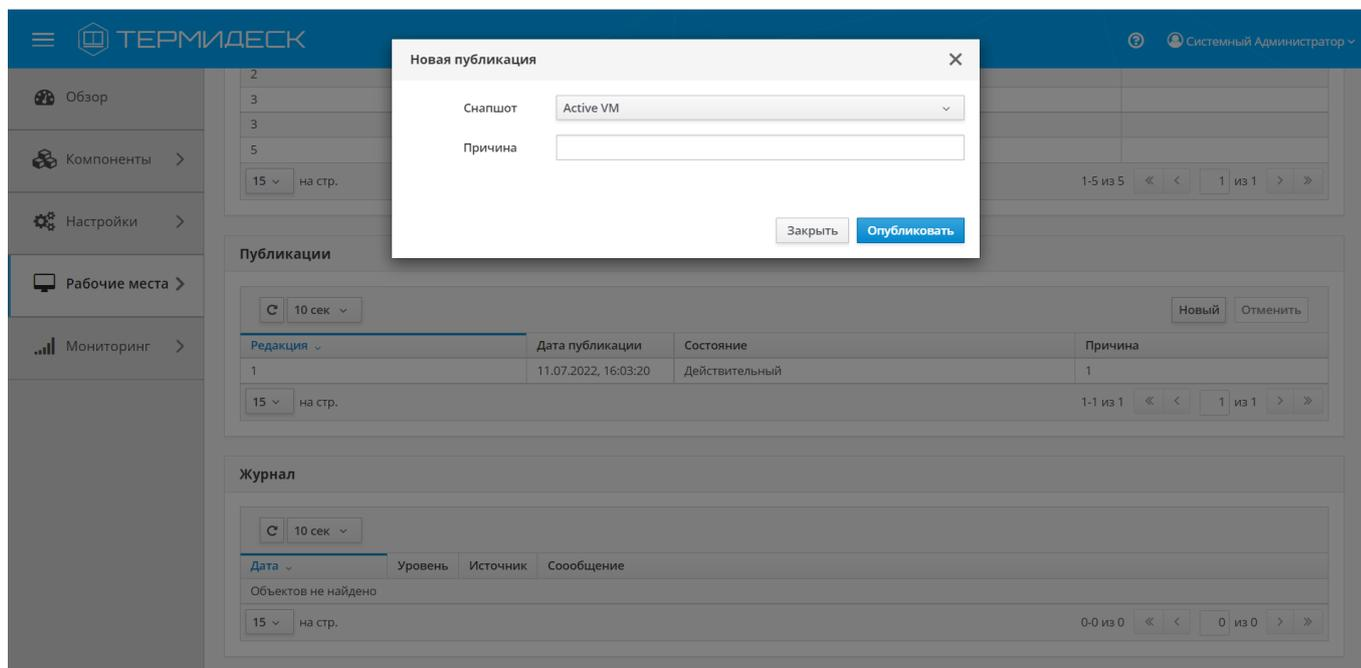 ТЕРМИДЕСК
Системный Администратор
Новая публикация
Снапшот Active VM
Причина
Закрыть Опубликовать
Обзор
Компоненты
Настройки
Рабочие места
Мониторинг
2
3
3
5
15 на стр. 1-5 из 5 1 из 1
Публикации
10 сек Новый Отменить
Редакция Дата публикации Состояние Причина
1 11.07.2022, 16:03:20 Действительный 1
15 на стр. 1-1 из 1 1 из 1
Журнал
10 сек
Дата Уровень Источник Соообщение
Объектов не найдено
15 на стр. 0-0 из 0 0 из 0